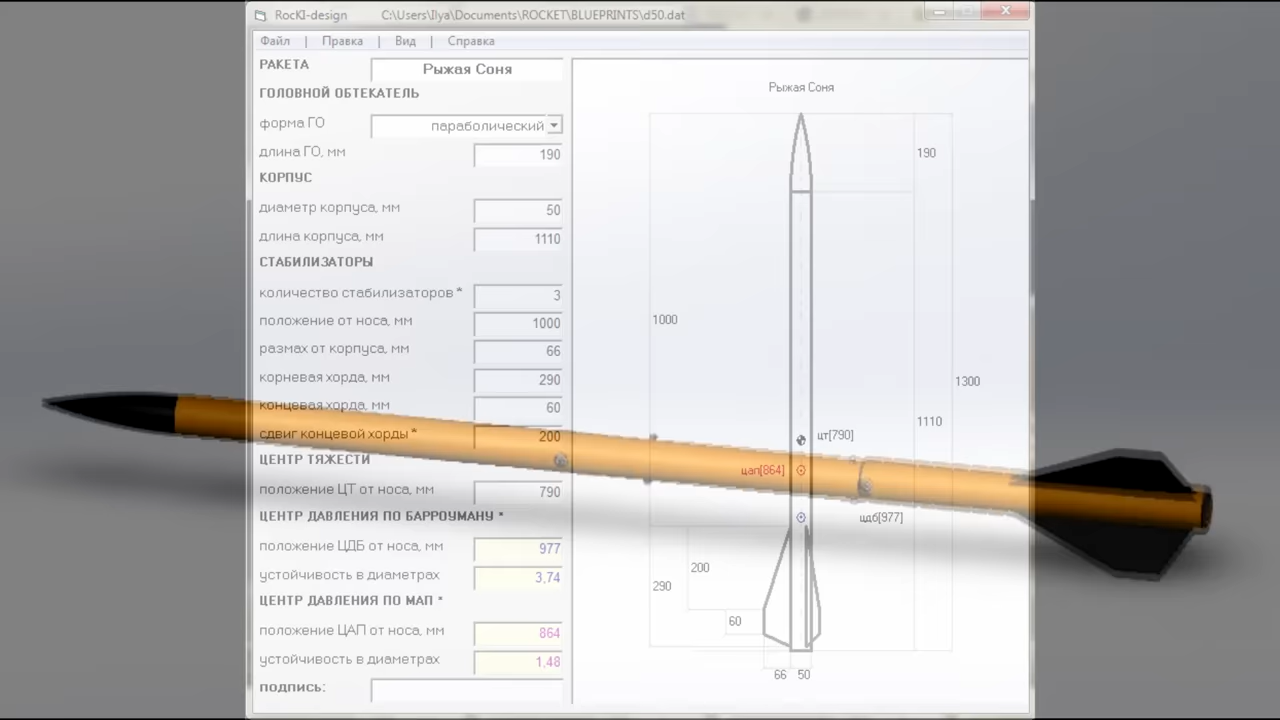 RocKI-design C:\Users\Ilya\Documents\ROCKET\BLUEPRINTS\d50.dat
Файл | Правка | Вид | Справка
РАКЕТА Рыжая Соня
ГОЛОВНОЙ ОБТЕКАТЕЛЬ
форма ГО параболический
длина ГО, мм 190
КОРПУС
диаметр корпуса, мм 50
длина корпуса, мм 1110
СТАБИЛИЗАТОРЫ
количество стабилизаторов * 3
положение от носа, мм 1000
размах от корпуса, мм 66
корневая хорда, мм 290
концевая хорда, мм 60
сдвиг концевой хорды * 200
ЦЕНТР ТЯЖЕСТИ
положение ЦТ от носа, мм 790
ЦЕНТР ДАВЛЕНИЯ ПО БАРРОУМАНУ *
положение ЦДБ от носа, мм 977
устойчивость в диаметрах 3,74
ЦЕНТР ДАВЛЕНИЯ ПО МАП *
положение ЦАП от носа, мм 864
устойчивость в диаметрах 1,48
подпись:
Рыжая Соня
190
1000
1300
1110
цт[790]
цап[864]
цдб[977]
200
290
60
66 50